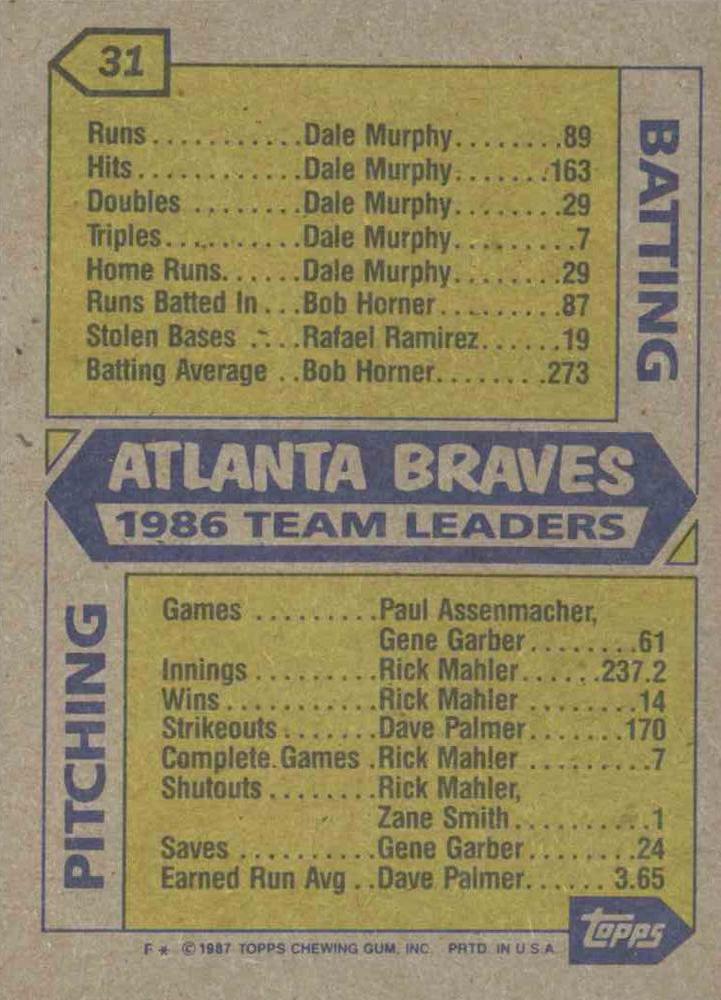 31
BATTING
Runs...........Dale Murphy........89
Hits............Dale Murphy.......163
Doubles ........Dale Murphy........29
Triples..........Dale Murphy.........7
Home Runs......Dale Murphy........29
Runs Batted In...Bob Horner.........87
Stolen Bases ....Rafael Ramirez......19
Batting Average ..Bob Horner........273
ATLANTA BRAVES
1986 TEAM LEADERS
PITCHING
Games .........Paul Assenmacher,
Gene Garber........61
Innings .........Rick Mahler......237.2
Wins...........Rick Mahler ........14
Strikeouts.......Dave Palmer.......170
Complete Games .Rick Mahler .........7
Shutouts ........Rick Mahler,
Zane Smith..........1
Saves ..........Gene Garber........24
Earned Run Avg ..Dave Palmer...... 3.65
topps
F * © 1987 TOPPS CHEWING GUM, INC. PRTD. IN U.S.A.